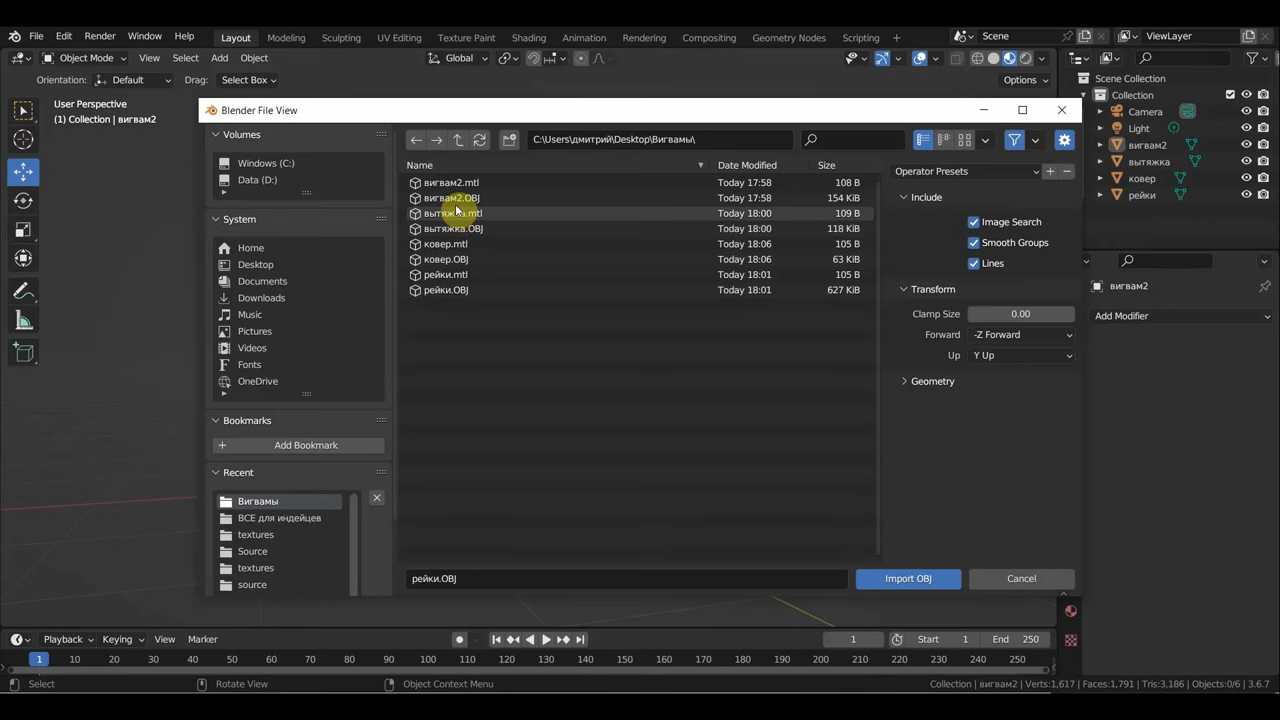 File Edit Render Window Help Layout Modeling Sculpting UV Editing Texture Paint Shading Animation Rendering Compositing Geometry Nodes Scripting Scene ViewLayer
Object Mode View Select Add Object Global
Orientation: Default Drag: Select Box Options
User Perspective
(1) Collection | вигвам2
Scene Collection
Collection
Camera
Light
вигвам2
вытяжка
ковер
рейки
вигвам2
Add Modifier
Blender File View
Volumes
Windows (C:)
Data (D:)
System
Home
Desktop
Documents
Downloads
Music
Pictures
Videos
Fonts
OneDrive
Bookmarks
Add Bookmark
Recent
Вигвамы
ВСЕ для индейцев
textures
Source
textures
source
C:\Users\дмитрий\Desktop\Вигвамы\
Name Date Modified Size
вигвам2.mtl Today 17:58 108 B
вигвам2.OBJ Today 17:58 154 KiB
вытяжка.mtl Today 18:00 109 B
вытяжка.OBJ Today 18:00 118 KiB
ковер.mtl Today 18:06 105 B
ковер.OBJ Today 18:06 63 KiB
рейки.mtl Today 18:01 105 B
рейки.OBJ Today 18:01 627 KiB
Operator Presets
Include
Image Search
Smooth Groups
Lines
Transform
Clamp Size 0.00
Forward -Z Forward
Up Y Up
Geometry
рейки.OBJ Import OBJ Cancel
Playback Keying View Marker 1 Start 1 End 250
1 10 20 30 40 50 60 70 80 90 100 110 120 130 140 150 160 170 180 190 200 210 220 230 240 250
Select Rotate View Object Context Menu Collection | вигвам2 | Verts:1,617 | Faces:1,791 | Tris:3,186 | Objects:0/6 | 3.6.7